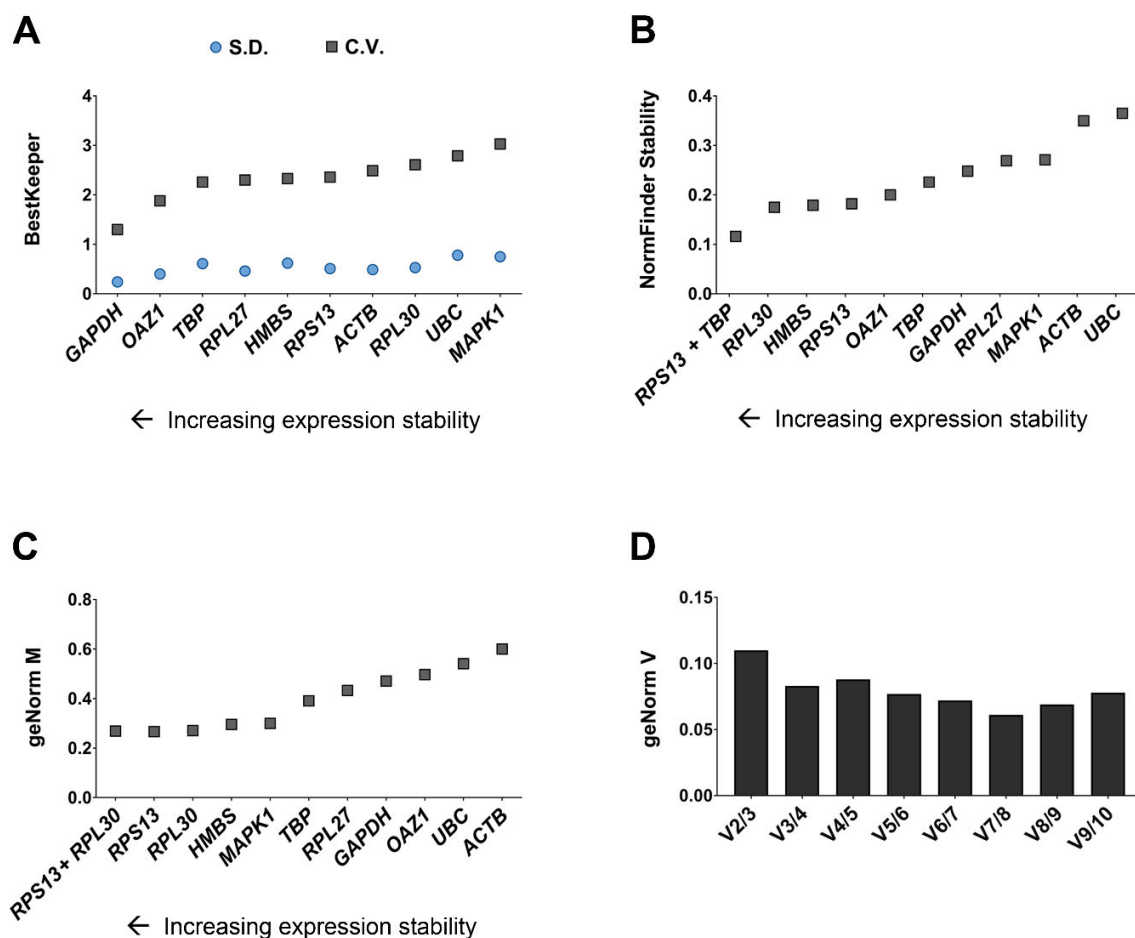 A
S.D.
C.V.
BestKeeper
4
3
2
1
0
GAPDH
OAZ1
TBP
RPL27
HMBS
RPS13
ACTB
RPL30
UBC
MAPK1
← Increasing expression stability
B
NormFinder Stability
0.4
0.3
0.2
0.1
0.0
RPS13 + TBP
RPL30
HMBS
RPS13
OAZ1
TBP
GAPDH
RPL27
MAPK1
ACTB
UBC
← Increasing expression stability
C
geNorm M
0.8
0.6
0.4
0.2
0.0
RPS13+ RPL30
RPS13
RPL30
HMBS
MAPK1
TBP
RPL27
GAPDH
OAZ1
UBC
ACTB
← Increasing expression stability
D
geNorm V
0.15
0.10
0.05
0.00
V2/3
V3/4
V4/5
V5/6
V6/7
V7/8
V8/9
V9/10